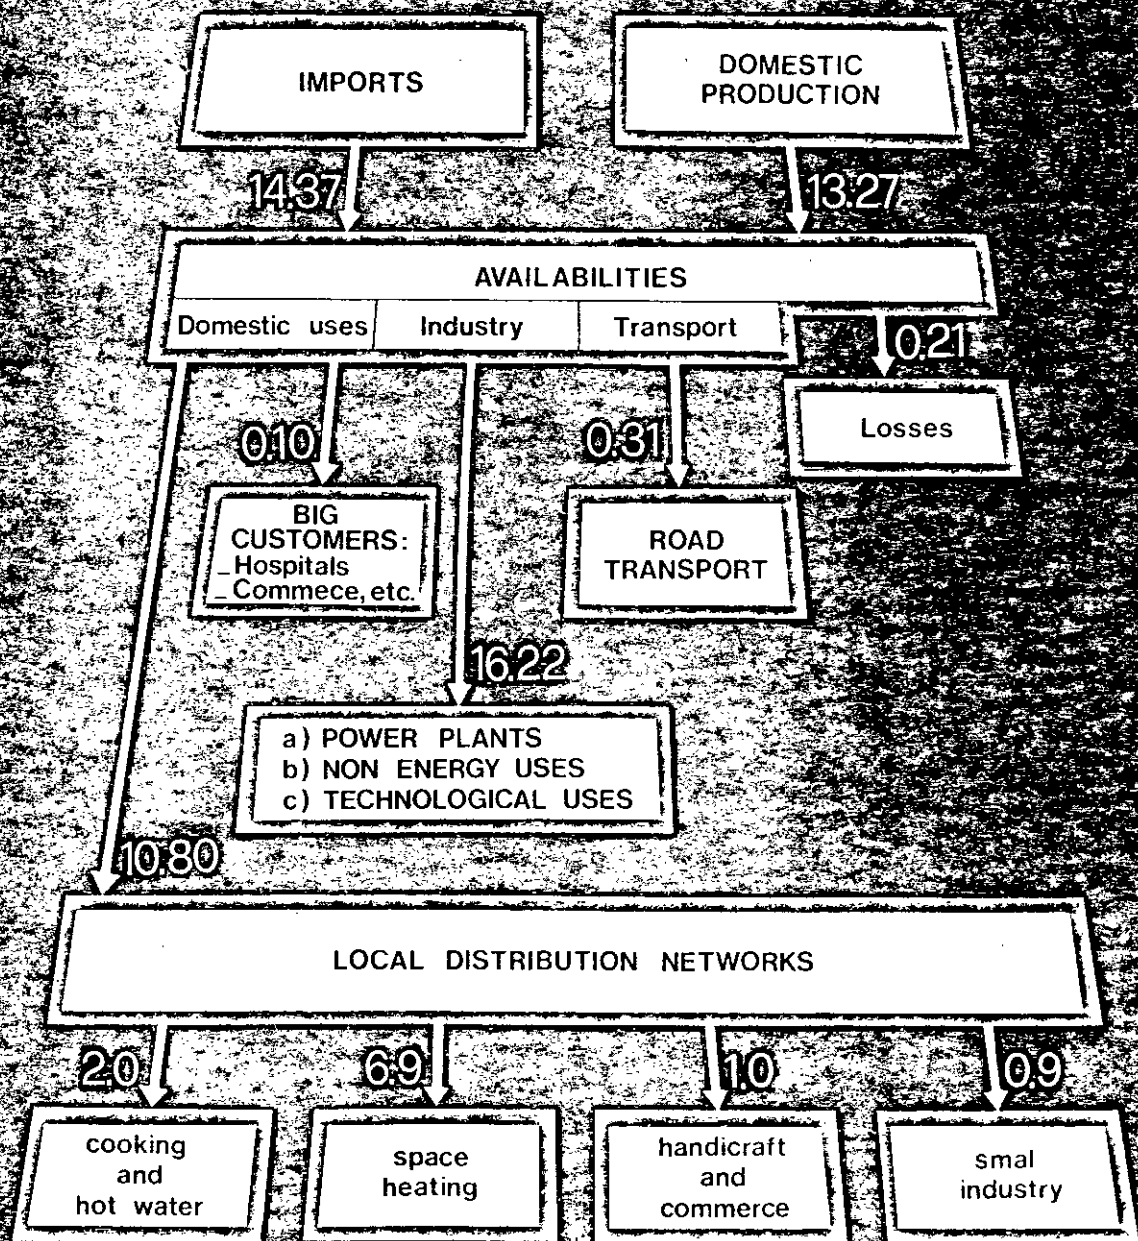 IMPORTS
DOMESTIC
PRODUCTION
14.37
13.27
AVAILABILITIES
Domestic uses
Industry
Transport
0.21
Losses
0.10
0.31
BIG
CUSTOMERS:
_Hospitals
_Commece, etc.
ROAD
TRANSPORT
16.22
a) POWER PLANTS
b) NON ENERGY USES
c) TECHNOLOGICAL USES
10.80
LOCAL DISTRIBUTION NETWORKS
2.0
6.9
1.0
0.9
cooking
and
hot water
space
heating
handicraft
and
commerce
smal
industry